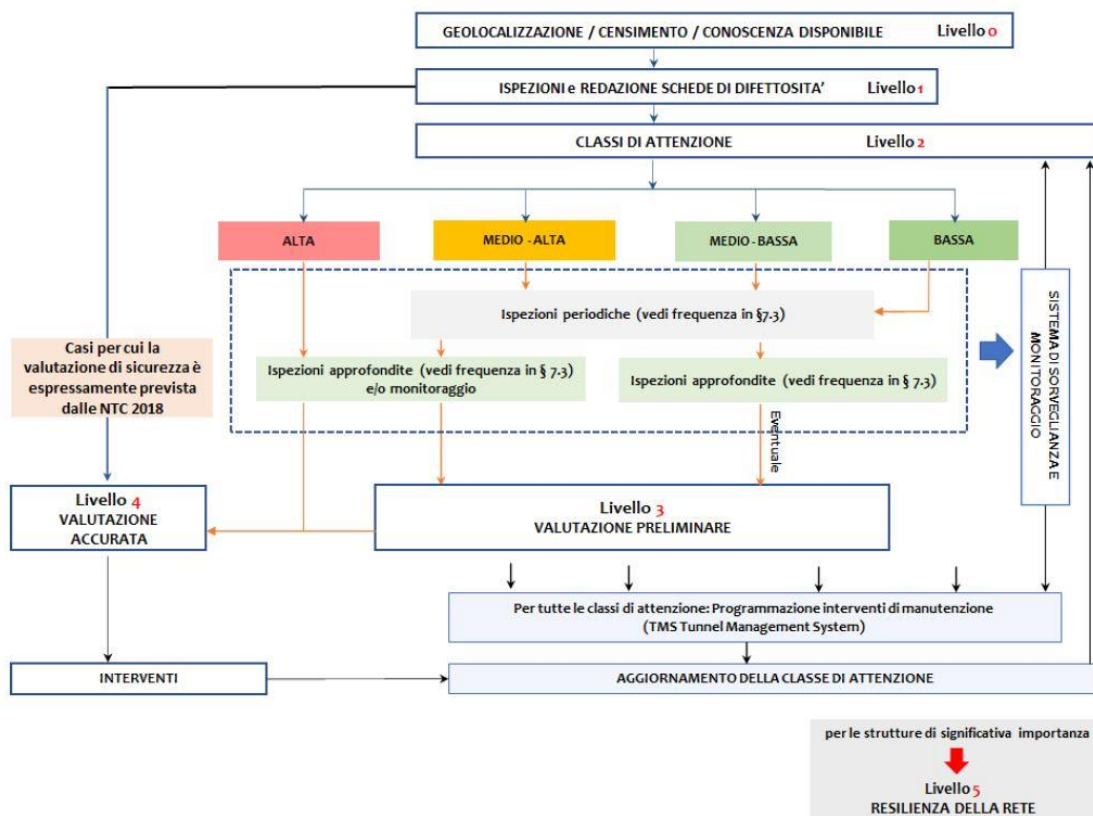 GEOLOCALIZZAZIONE / CENSIMENTO / CONOSCENZA DISPONIBILE Livello 0
ISPEZIONI e REDAZIONE SCHEDE DI DIFETTOSITA' Livello 1
CLASSI DI ATTENZIONE Livello 2
ALTA
MEDIO - ALTA
MEDIO - BASSA
BASSA
Ispezioni periodiche (vedi frequenza in §7.3)
Casi per cui la
valutazione di sicurezza è
espressamente prevista
dalle NTC 2018
Ispezioni approfondite (vedi frequenza in § 7.3)
e/o monitoraggio
Ispezioni approfondite (vedi frequenza in § 7.3)
Eventuale
SISTEMA DI SORVEGLIANZA E
MONITORAGGIO
Livello 4
VALUTAZIONE
ACCURATA
Livello 3
VALUTAZIONE PRELIMINARE
Per tutte le classi di attenzione: Programmazione interventi di manutenzione
(TMS Tunnel Management System)
INTERVENTI
AGGIORNAMENTO DELLA CLASSE DI ATTENZIONE
per le strutture di significativa importanza
Livello 5
RESILIENZA DELLA RETE